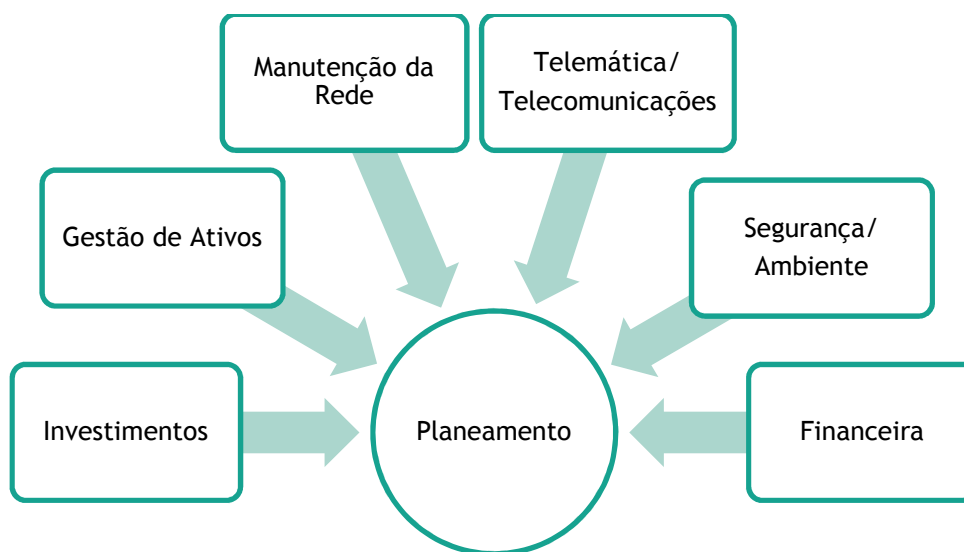 Manutenção da
Rede
Telemática/
Telecomunicações
Gestão de Ativos
Segurança/
Ambiente
Investimentos
Planeamento
Financeira